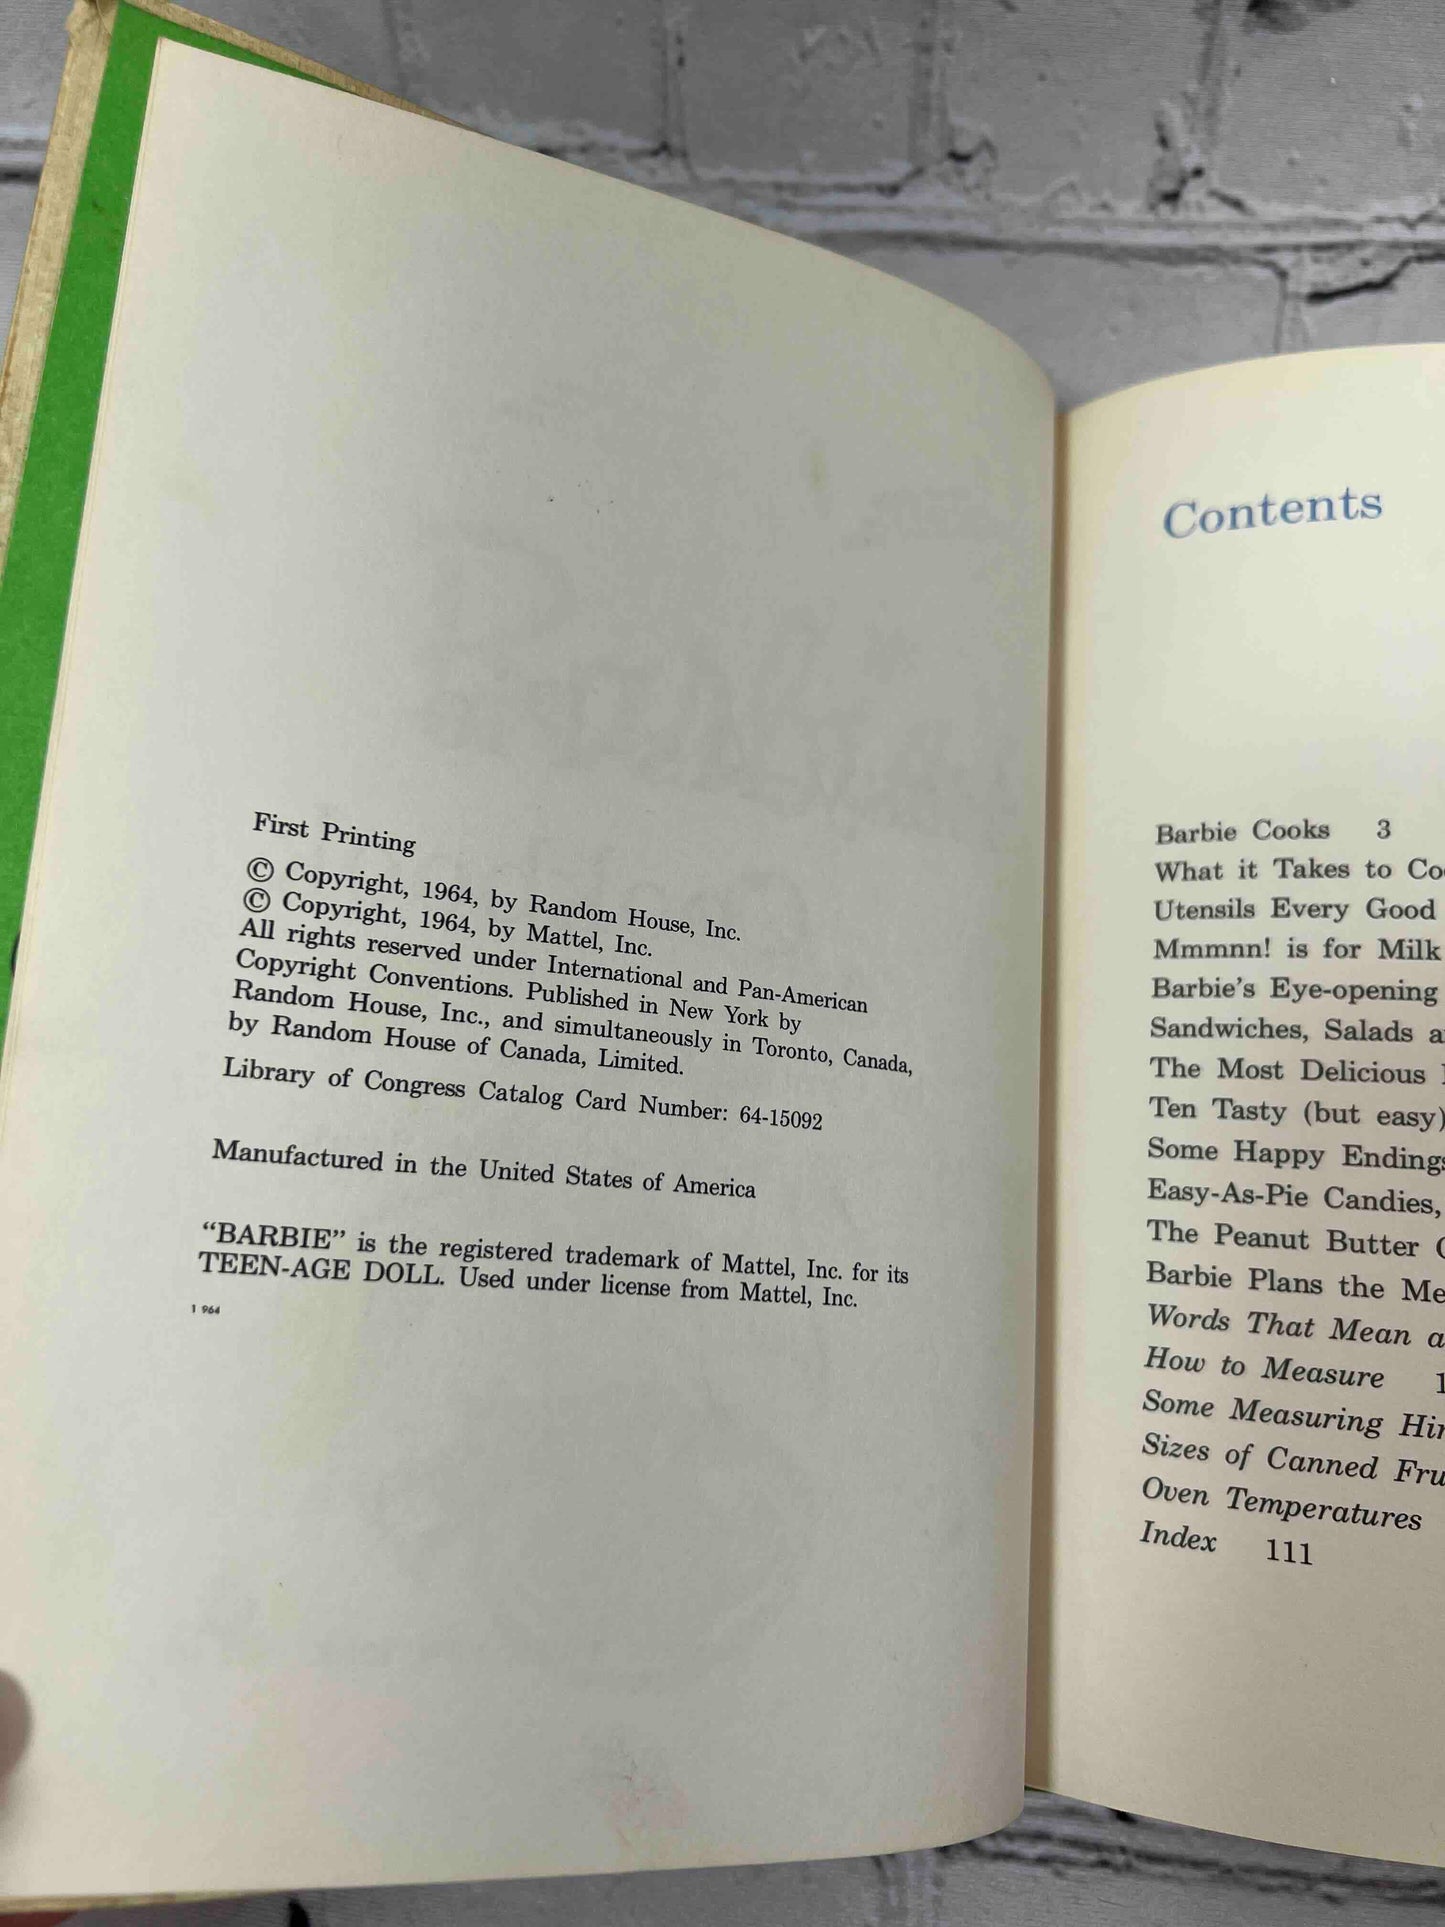 First Printing
© Copyright, 1964, by Random House, Inc.
© Copyright, 1964, by Mattel, Inc.
All rights reserved under International and Pan-American
Copyright Conventions. Published in New York by
Random House, Inc., and simultaneously in Toronto, Canada,
by Random House of Canada, Limited.
Library of Congress Catalog Card Number: 64-15092
Manufactured in the United States of America
“BARBIE” is the registered trademark of Mattel, Inc. for its
TEEN-AGE DOLL. Used under license from Mattel, Inc.
1 964
Contents
Barbie Cooks 3
What it Takes to
Utensils Every Good
Mmmnn! is for Milk
Barbie’s Eye-opening
Sandwiches, Salads
The Most Delicious
Ten Tasty (but easy)
Some Happy Endings
Easy-As-Pie Candies,
The Peanut Butter
Barbie Plans the
Words That Mean
How to Measure
Some Measuring
Sizes of Canned
Oven Temperatures
Index 111